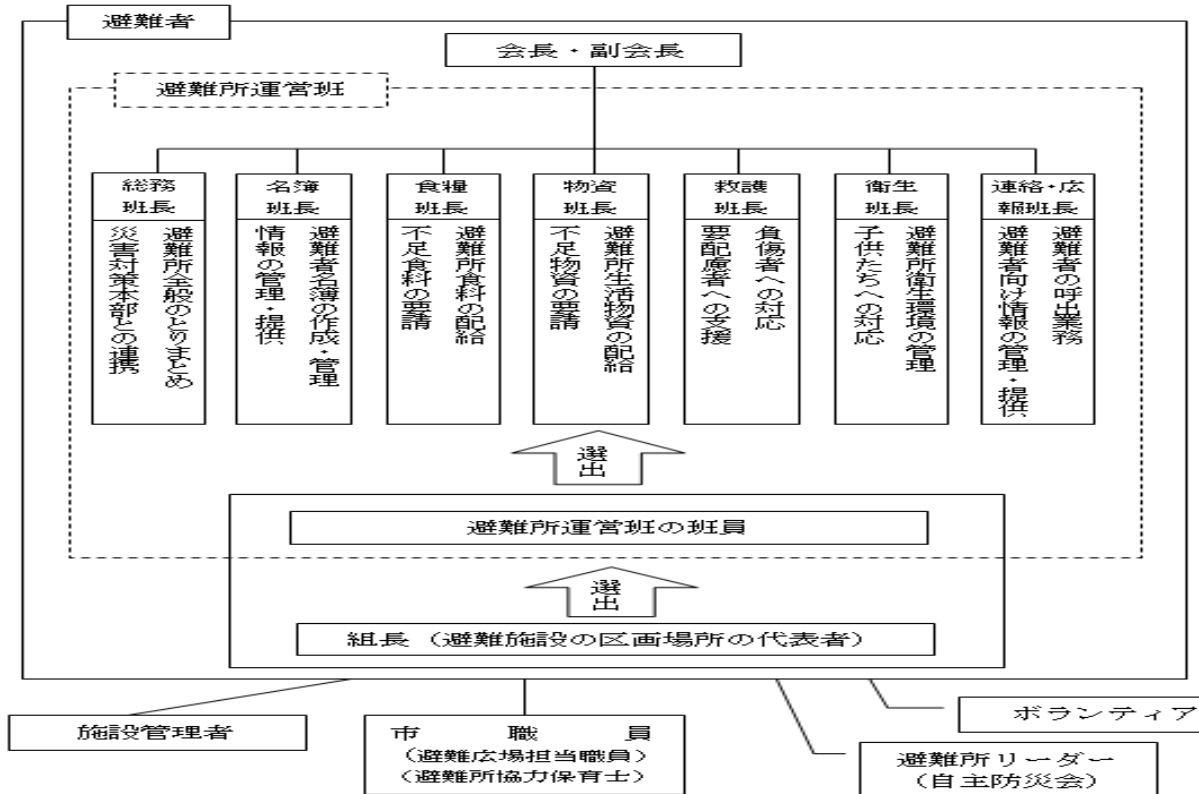 避難者
会長・副会長
避難所運営班
総務
班長
避難所全般のとりまとめ
災害対策本部との連携
名簿
班長
避難者名簿の作成・管理
情報の管理・提供
食糧
班長
避難所食料の配給
不足食料の要請
物資
班長
避難所生活物資の配給
不足物資の要請
救護
班長
負傷者への対応
要配慮者への支援
衛生
班長
避難所衛生環境の管理
子供たちへの対応
連絡・広
報班長
避難者の呼出業務
避難者向け情報の管理・提供
選出
避難所運営班の班員
選出
組長（避難施設の区画場所の代表者）
施設管理者
市職員
（避難広場担当職員）
（避難所協力保育士）
ボランティア
避難所リーダー
（自主防災会）